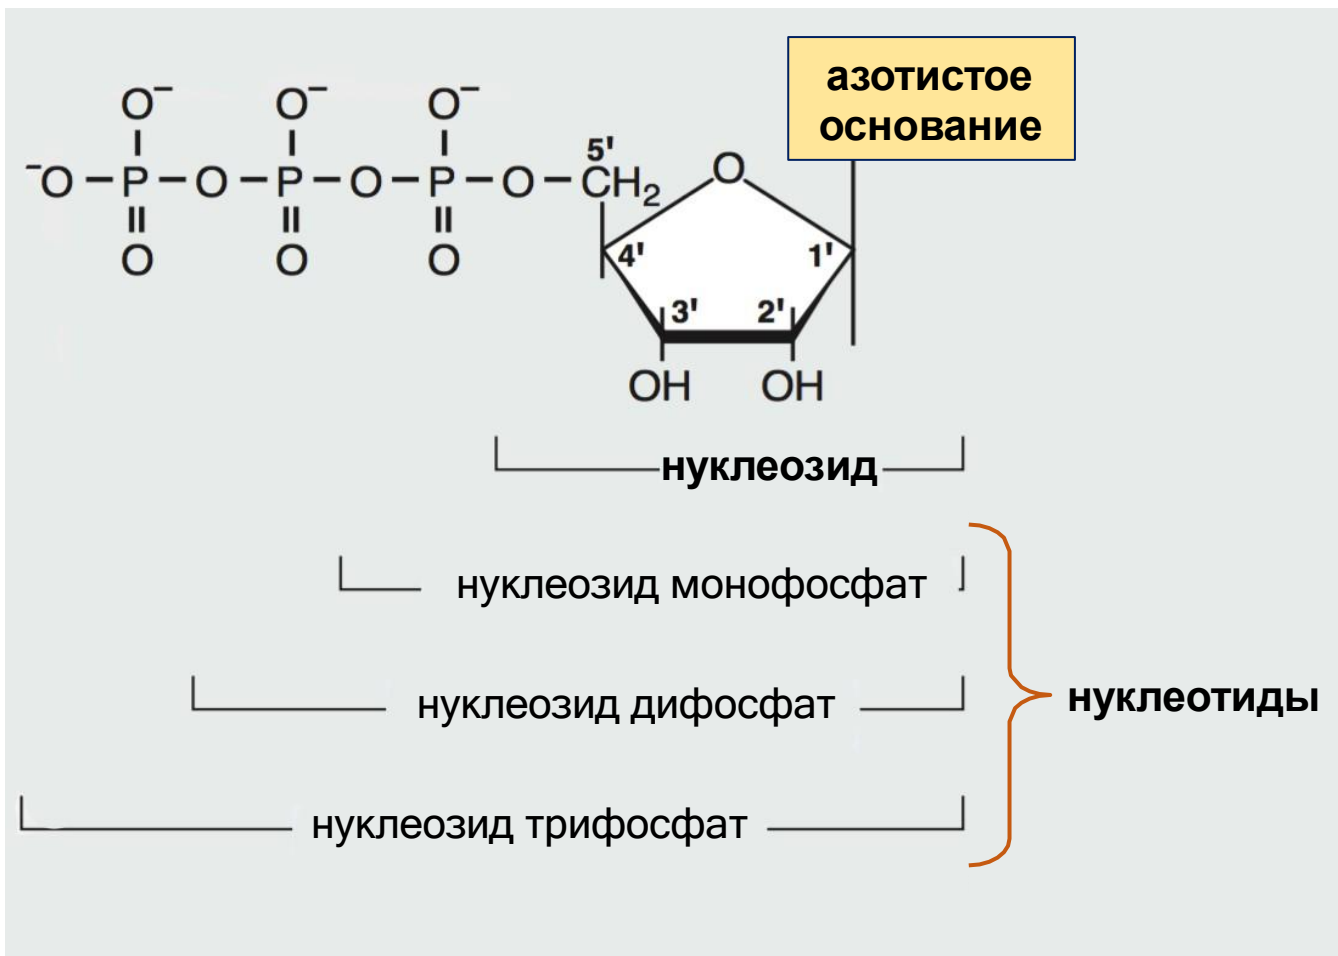 азотистое
основание
O⁻ O⁻ O⁻
⁻O – P – O – P – O – P – O – CH₂ O
5'
O O O
4' 1'
3' 2'
OH OH
нуклеозид
нуклеозид монофосфат
нуклеозид дифосфат
нуклеотиды
нуклеозид трифосфат